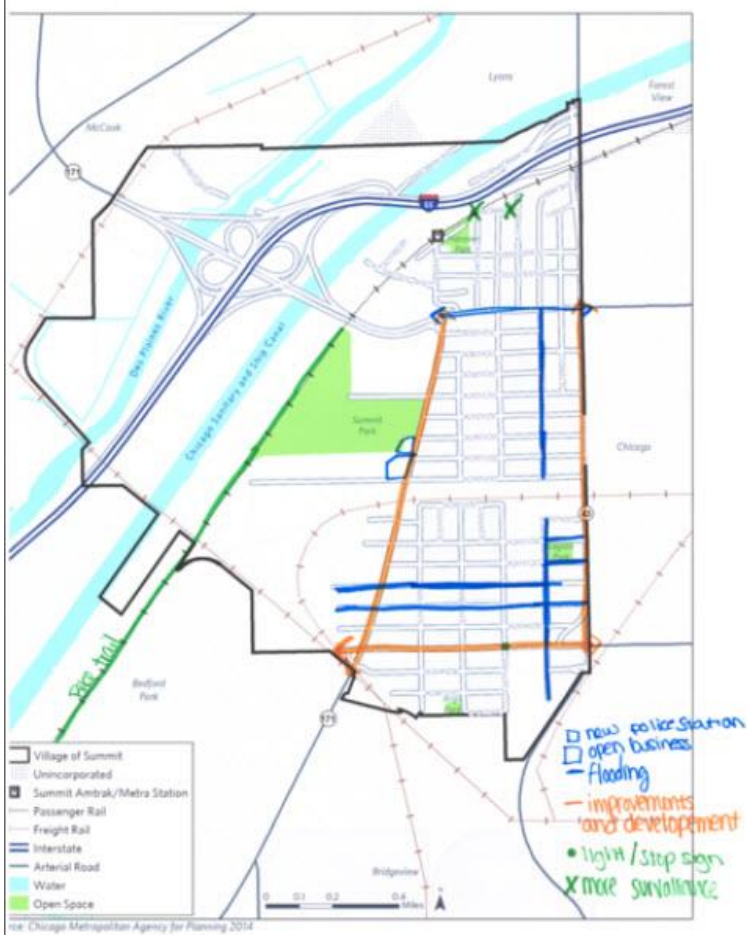 Lyons
Forest
View
McCook
171
55
Des Plaines River
Chicago Sanitary and Ship Canal
Summit
Park
Chicago
43
Bike trail
Bedford
Park
171
Bridgeview
new police station
open business
flooding
improvements
and developement
light / stop sign
X more survallince
Village of Summit
Unincorporated
Summit Amtrak/Metra Station
Passenger Rail
Freight Rail
Interstate
Arterial Road
Water
Open Space
0 0.1 0.2 0.4
Miles
Chicago Metropolitan Agency for Planning 2014